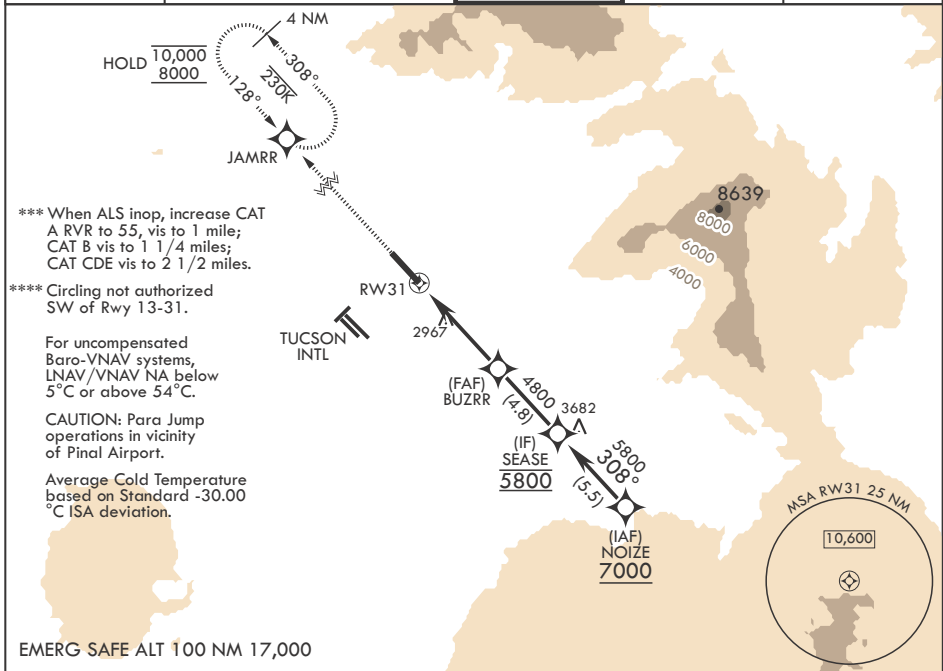 4 NM
HOLD 10,000
8000
308°
230K
128°
JAMRR
8639
8000
6000
4000
*** When ALS inop, increase CAT
A RVR to 55, vis to 1 mile;
CAT B vis to 1 1/4 miles;
CAT CDE vis to 2 1/2 miles.
**** Circling not authorized
SW of Rwy 13-31.
RW31
TUCSON
INTL
2967
For uncompensated
Baro-VNAV systems,
LNAV/VNAV NA below
5°C or above 54°C.
(FAF)
BUZRR
4800
(4.8)
3682
CAUTION: Para Jump
operations in vicinity
of Pinal Airport.
(IF)
SEASE
5800
5800
308°
(5.5)
Average Cold Temperature
based on Standard -30.00
°C ISA deviation.
(IAF)
NOIZE
7000
MSA RW31 25 NM
10,600
EMERG SAFE ALT 100 NM 17,000